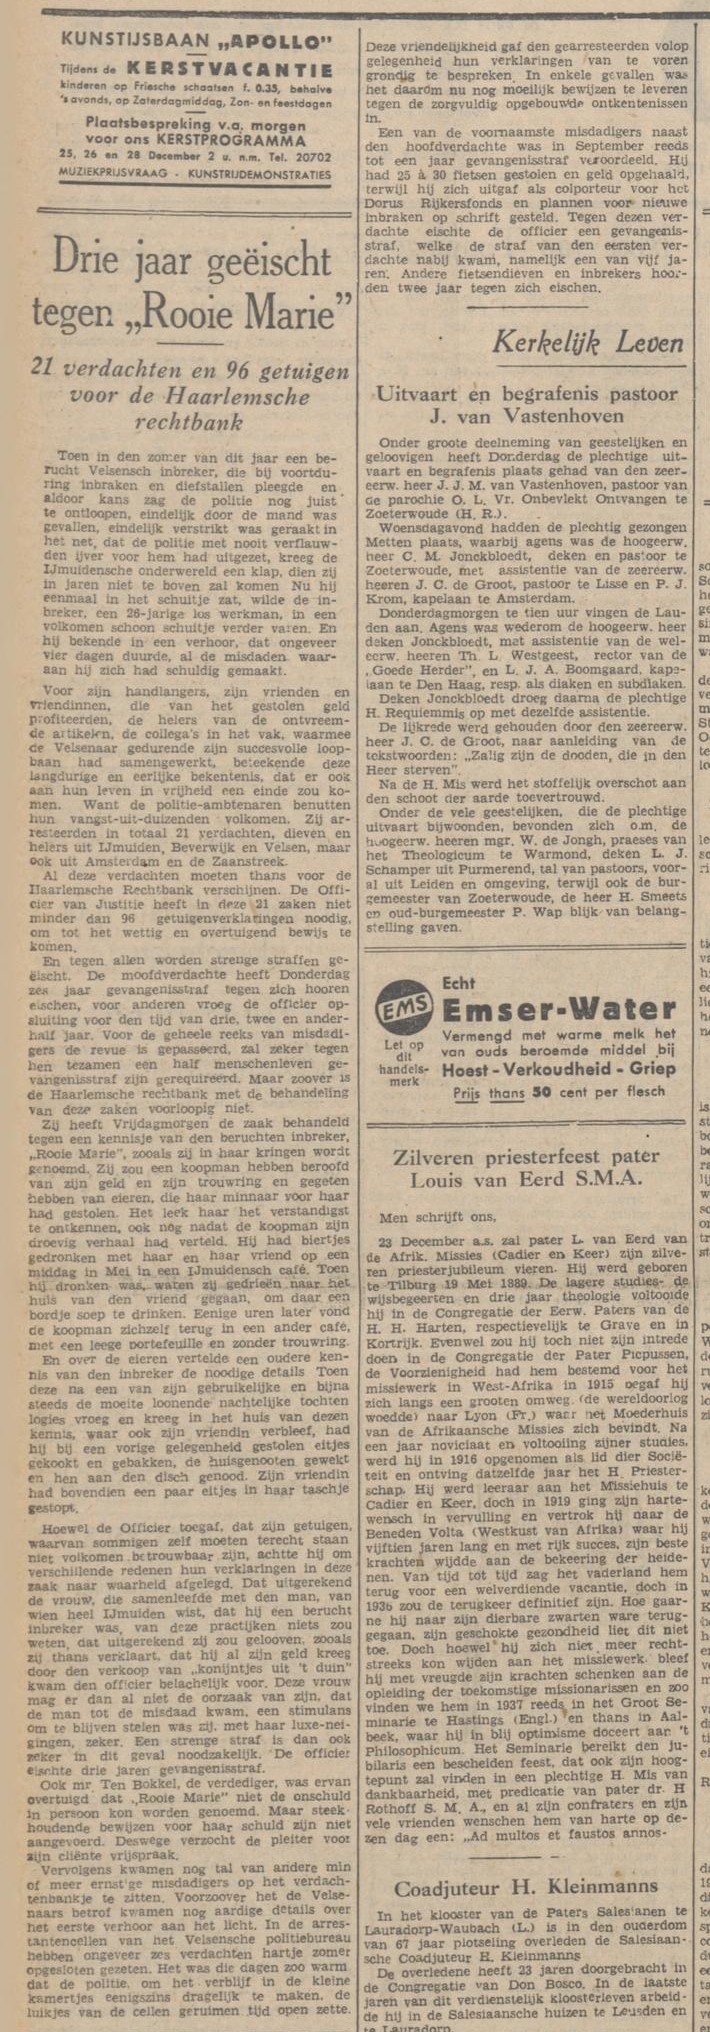 KUNSTIJSBAAN „APOLLO”
Tijdens de KERSTVACANTIE
kinderen op Friesche schaatsen f. 0.35, behalve
's avonds, op Zaterdagmiddag, Zon- en feestdagen
Plaatsbespreking v.a. morgen
voor ons KERSTPROGRAMMA
25, 26 en 28 December 2 u. n.m. Tel. 20702
MUZIEKPRIJSVRAAG - KUNSTRIJDEMONSTRATIES
Drie jaar geëischt
tegen „Rooie Marie”
21 verdachten en 96 getuigen
voor de Haarlemsche
rechtbank
Toen in den zomer van dit jaar een be-
rucht Velsensch inbreker, die bij voortdu-
ring inbraken en diefstallen pleegde en
aldoor kans zag de politie nog juist
te ontloopen, eindelijk door de mand was
gevallen, eindelijk verstrikt was geraakt in
het net, dat de politie met nooit verflauw-
den ijver voor hem had uitgezet, kreeg de
IJmuidensche onderwereld een klap, dien zij
in jaren niet te boven zal komen Nu hij
eenmaal in het schuitje zat, wilde de in-
breker, een 26-jarige los werkman, in een
volkomen schoon schuitje verder varen. En
hij bekende in een verhoor, dat ongeveer
vier dagen duurde, al de misdaden waar-
aan hij zich had schuldig gemaakt.
Voor zijn handlangers, zijn vrienden en
vriendinnen, die van het gestolen geld
profiteerden, de helers van de ontvreem-
de artikelen, de collega's in het vak, waarmee
de Velsenaar gedurende zijn succesvolle loop-
baan had samengewerkt, beteekende deze
langdurige en eerlijke bekentenis, dat er ook
aan hun leven in vrijheid een einde zou ko-
men. Want de politie-ambtenaren benutten
hun vangst-uit-duizenden volkomen. Zij ar-
resteerden in totaal 21 verdachten, dieven en
helers uit IJmuiden, Beverwijk en Velsen, maar
ook uit Amsterdam en de Zaanstreek.
Al deze verdachten moeten thans voor de
Haarlemsche Rechtbank verschijnen. De Offi-
cier van Justitie heeft in deze 21 zaken niet
minder dan 96 getuigenverklaringen noodig,
om tot het wettig en overtuigend bewijs te
komen.
En tegen allen worden strenge straffen ge-
ëischt. De moofdverdachte heeft Donderdag
zes jaar gevangenisstraf tegen zich hooren
eischen, voor anderen vroeg de officier op-
sluiting voor den tijd van drie, twee en ander-
half jaar. Voor de geheele reeks van misdadi-
gers de revue is gepasseerd, zal zeker tegen
hen tezamen een half menschenleven ge-
vangenisstraf zijn gerequireerd. Maar zoover is
de Haarlemsche rechtbank met de behandeling
van deze zaken voorloopig niet.
Zij heeft Vrijdagmorgen de zaak behandeld
tegen een kennisje van den beruchten inbreker,
„Rooie Marie”, zooals zij in haar kringen wordt
genoemd. Zij zou een koopman hebben beroofd
van zijn geld en zijn trouwring en gegeten
hebben van eieren, die haar minnaar voor haar
had gestolen. Het leek haar het verstandigst
te ontkennen, ook nog nadat de koopman zijn
droevig verhaal had verteld. Hij had biertjes
gedronken met haar en haar vriend op een
middag in Mei in een IJmuidensch café. Toen
hij dronken was, waren zij gedrieën naar het
huis van den vriend gegaan, om daar een
bordje soep te drinken. Eenige uren later vond
de koopman zichzelf terug in een ander café,
met een leege portefeuille en zonder trouwring.
En over de eieren vertelde een oudere ken-
nis van den inbreker de noodige details Toen
deze na een van zijn gebruikelijke en bijna
steeds de moeite loonende nachtelijke tochten
logies vroeg en kreeg in het huis van dezen
kennis, waar ook zijn vriendin verbleef, had
hij bij een vorige gelegenheid gestolen eitjes
gekookt en gebakken, de huisgenooten gewekt
en hen aan den disch genood. Zijn vriendin
had bovendien een paar eitjes in haar taschje
gestopt.
Hoewel de Officier toegaf, dat zijn getuigen,
waarvan sommigen zelf moeten terecht staan
niet volkomen betrouwbaar zijn, achtte hij om
verschillende redenen hun verklaringen in deze
zaak naar waarheid afgelegd. Dat uitgerekend
de vrouw, die samenleefde met den man, van
wien heel IJmuiden wist, dat hij een berucht
inbreker was, van deze practijken niets zou
weten, dat uitgerekend zij zou gelooven, zooals
zij thans verklaart, dat hij al zijn geld kreeg
door den verkoop van „konijntjes uit 't duin”
kwam den officier belachelijk voor. Deze vrouw
mag er dan al niet de oorzaak van zijn, dat
de man tot de misdaad kwam, een stimulans
om te blijven stelen was zij, met haar luxe-nei-
gingen, zeker. Een strenge straf is dan ook
zeker in dit geval noodzakelijk. De officier
eischte drie jaren gevangenisstraf.
Ook mr. Ten Bokkel, de verdediger, was ervan
overtuigd dat „Rooie Marie” niet de onschuld
in persoon kon worden genoemd. Maar steek-
houdende bewijzen voor haar schuld zijn niet
aangevoerd. Deswege verzocht de pleiter voor
zijn cliënte vrijspraak.
Vervolgens kwamen nog tal van andere min
of meer ernstige misdadigers op het verdach-
tenbankje te zitten. Voorzoover het de Velse-
naars betrof kwamen nog aardige details over
het eerste verhoor aan het licht. In de arres-
tantencellen van het Velsensche politiebureau
hebben ongeveer zes verdachten hartje zomer
opgesloten gezeten. Het was die dagen zoo warm
dat de politie, om het verblijf in de kleine
kamertjes eenigszins dragelijk te maken, de
luikjes van de cellen geruimen tijd open zette.
Deze vriendelijkheid gaf den gearresteerden volop
gelegenheid hun verklaringen van te voren
grondig te bespreken. In enkele gevallen was
het daarom nu nog moeilijk bewijzen te leveren
tegen de zorgvuldig opgebouwde ontkentenissen
in.
Een van de voornaamste misdadigers naast
den hoofdverdachte was in September reeds
tot een jaar gevangenisstraf veroordeeld. Hij
had 25 à 30 fietsen gestolen en geld opgehaald,
terwijl hij zich uitgaf als colporteur voor het
Dorus Rijkersfonds en plannen voor nieuwe
inbraken op schrift gesteld. Tegen dezen ver-
dachte eischte de officier een gevangenis-
straf, welke de straf van den eersten ver-
dachte nabij kwam, namelijk een van vijf ja-
ren. Andere fietsendieven en inbrekers hoor-
den twee jaar tegen zich eischen.
Kerkelijk Leven
Uitvaart en begrafenis pastoor
J. van Vastenhoven
Onder groote deelneming van geestelijken en
geloovigen heeft Donderdag de plechtige uit-
vaart en begrafenis plaats gehad van den zeer-
eerw. heer J. J. M. van Vastenhoven, pastoor van
de parochie O. L. Vr. Onbevlekt Ontvangen te
Zoeterwoude (H. R.).
Woensdagavond hadden de plechtig gezongen
Metten plaats, waarbij agens was de hoogeerw.
heer C. M. Jonckbloedt, deken en pastoor te
Zoeterwoude, met assistentie van de zeereerw.
heeren J. C. de Groot, pastoor te Lisse en P. J.
Krom, kapelaan te Amsterdam.
Donderdagmorgen te tien uur vingen de Lau-
den aan. Agens was wederom de hoogeerw. heer
deken Jonckbloedt, met assistentie van de wel-
eerw. heeren Th. L. Westgeest, rector van de
„Goede Herder”, en L. J. A. Boomgaard, kape-
laan te Den Haag, resp. als diaken en subdiaken.
Deken Jonckbloedt droeg daarna de plechtige
H. Requiemmis op met dezelfde assistentie.
De lijkrede werd gehouden door den zeereerw.
heer J. C. de Groot, naar aanleiding van de
tekstwoorden: „Zalig zijn de dooden, die in den
Heer sterven”.
Na de H. Mis werd het stoffelijk overschot aan
den schoot der aarde toevertrouwd.
Onder de vele geestelijken, die de plechtige
uitvaart bijwoonden, bevonden zich o.m. de
hoogeerw. heeren mgr. W. de Jongh, praeses van
het Theologicum te Warmond, deken L. J.
Schamper uit Purmerend, tal van pastoors, voor-
al uit Leiden en omgeving, terwijl ook de bur-
gemeester van Zoeterwoude, de heer H. Smeets
en oud-burgemeester P. Wap blijk van belang-
stelling gaven.
EMS
Let op
dit
handels-
merk
Echt
Emser-Water
Vermengd met warme melk het
van ouds beroemde middel bij
Hoest - Verkoudheid - Griep
Prijs thans 50 cent per flesch
Zilveren priesterfeest pater
Louis van Eerd S.M.A.
Men schrijft ons,
23 December a.s. zal pater L. van Eerd van
de Afrik. Missies (Cadier en Keer) zijn zilve-
ren priesterjubileum vieren. Hij werd geboren
te Tilburg 19 Mei 1889. De lagere studies- de
wijsbegeerten en drie jaar theologie voltooide
hij in de Congregatie der Eerw. Paters van de
H. H. Harten, respectievelijk te Grave en in
Kortrijk. Evenwel zou hij toch niet zijn intrede
doen in de Congregatie der Pater Picpussen,
de Voorzienigheid had hem bestemd voor het
missiewerk in West-Afrika in 1915 begaf hij
zich langs een grooten omweg. (de wereldoorlog
woedde) naar Lyon (Fr.) waar het Moederhuis
van de Afrikaansche Missies zich bevindt. Na
een jaar noviciaat en voltooiing zijner studies,
werd hij in 1916 opgenomen als lid dier Socië-
teit en ontving datzelfde jaar het H. Priester-
schap. Hij werd leeraar aan het Missiehuis te
Cadier en Keer, doch in 1919 ging zijn harte-
wensch in vervulling en vertrok hij naar de
Beneden Volta (Westkust van Afrika) waar hij
vijftien jaren lang en met rijk succes, zijn beste
krachten wijdde aan de bekeering der heide-
nen. Van tijd tot tijd zag het vaderland hem
terug voor een welverdiende vacantie, doch in
1935 zou de terugkeer definitief zijn. Hoe gaar-
ne hij naar zijn dierbare zwarten ware terug-
gegaan, zijn geschokte gezondheid liet dit niet
toe. Doch hoewel hij zich niet meer recht-
streeks kon wijden aan het missiewerk. bleef
hij met vreugde zijn krachten schenken aan de
opleiding der toekomstige missionarissen en zoo
vinden we hem in 1937 reeds in het Groot Se-
minarie te Hastings (Engl.) en thans in Aal-
beek, waar hij in blij optimisme doceert aan 't
Philosophicum. Het Seminarie bereikt den ju-
bilaris een bescheiden feest, dat ook zijn hoog-
tepunt zal vinden in een plechtige H. Mis van
dankbaarheid, met predicatie van pater dr. H
Rothoff S. M. A., en al zijn confraters en zijn
vele vrienden wenschen hem van harte op de-
zen dag een: „Ad multos et faustos annos-
Coadjuteur H. Kleinmanns
In het klooster van de Paters Salesianen te
Lauradorp-Waubach (L.) is in den ouderdom
van 67 jaar plotseling overleden de Salesiaan-
sche Coadjuteur H. Kleinmanns
De overledene heeft 23 jaren doorgebracht in
de Congregatie van Don Bosco. In de laatste
jaren van dit verdienstelijk kloosterleven arbeid-
de hij in de Salesiaansche huizen te Leusden en
te Lauradorp.